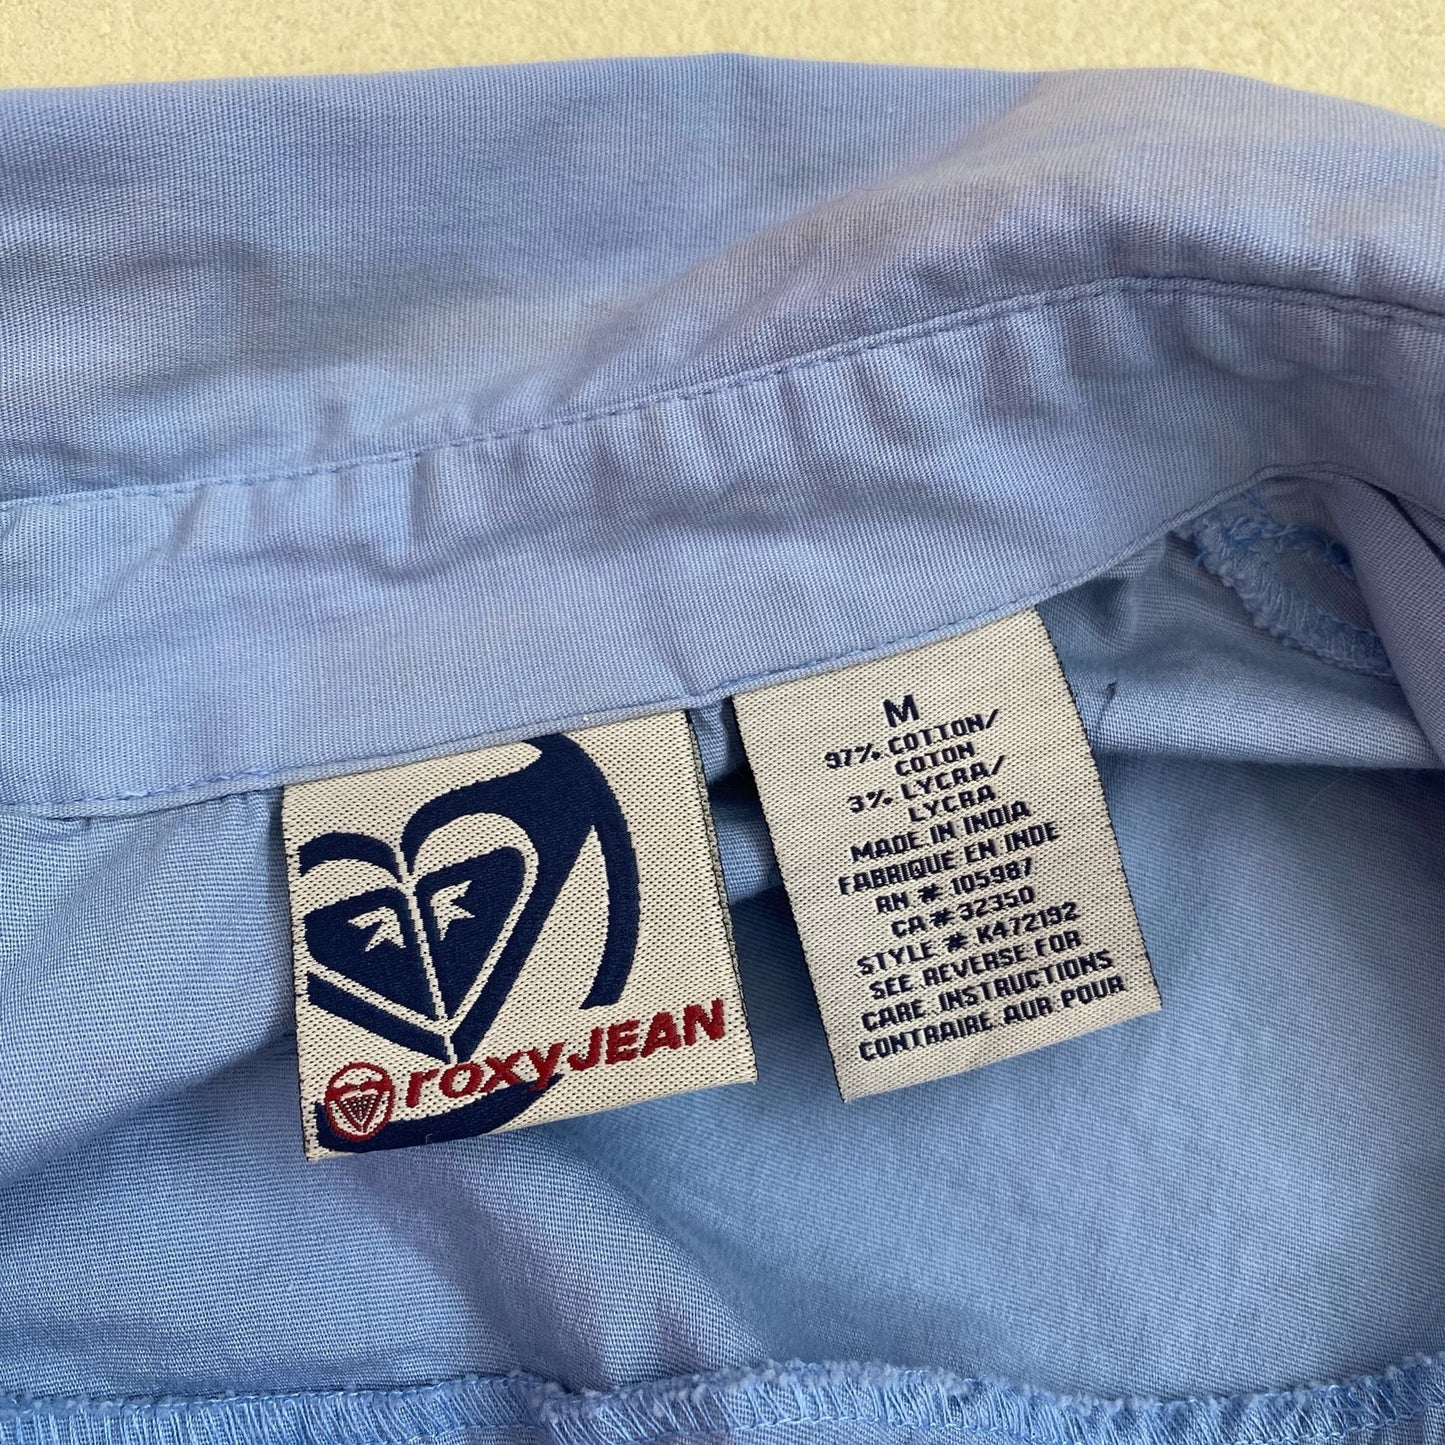 roxyJEAN
M
97% COTTON/
COTON
3% LYCRA/
LYCRA
MADE IN INDIA
FABRIQUE EN INDE
RN # 105987
CA # 32350
STYLE # K472192
SEE REVERSE FOR
CARE INSTRUCTIONS
CONTRAIRE AUR POUR